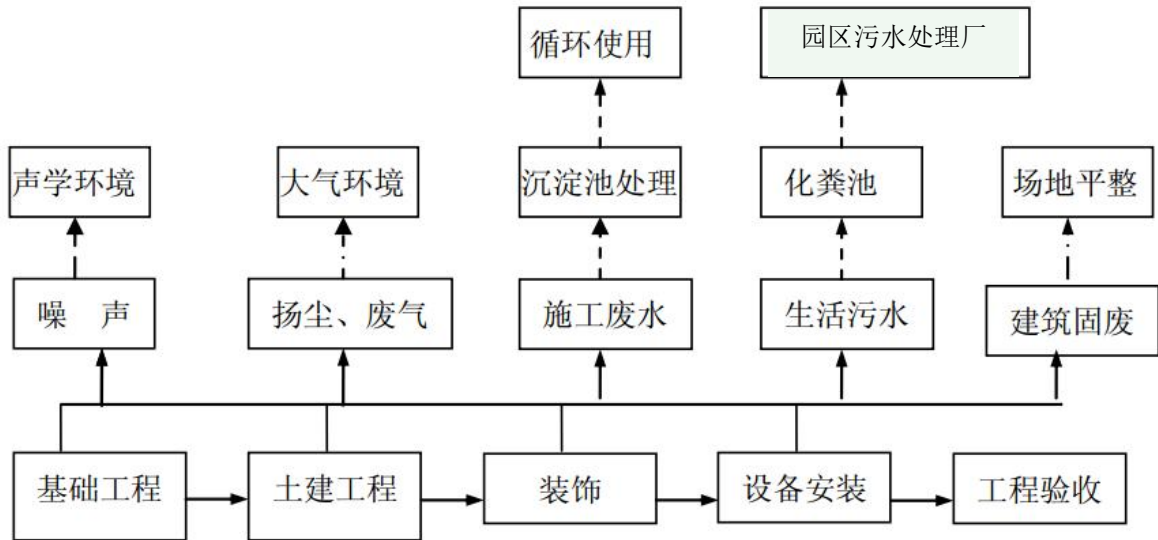 循环使用
园区污水处理厂
声学环境
大气环境
沉淀池处理
化粪池
场地平整
噪 声
扬尘、废气
施工废水
生活污水
建筑固废
基础工程
土建工程
装饰
设备安装
工程验收